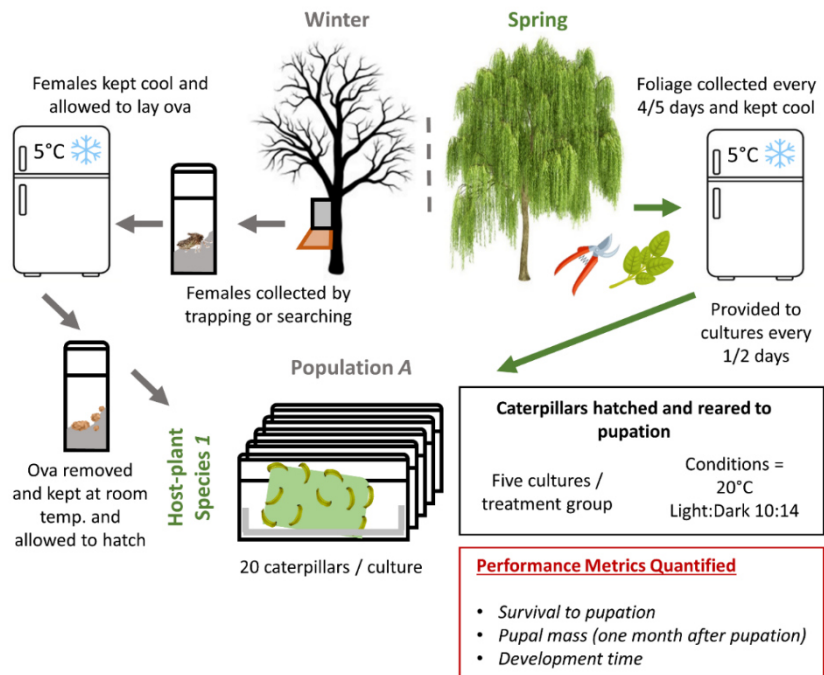 Winter
Spring
Females kept cool and
allowed to lay ova
5°C
Females collected by
trapping or searching
Foliage collected every
4/5 days and kept cool
5°C
Provided to
cultures every
1/2 days
Ova removed
and kept at room
temp. and
allowed to hatch
Population A
Host-plant
Species 1
20 caterpillars / culture
Caterpillars hatched and reared to
pupation
Five cultures /
treatment group
Conditions =
20°C
Light:Dark 10:14
Performance Metrics Quantified
• Survival to pupation
• Pupal mass (one month after pupation)
• Development time